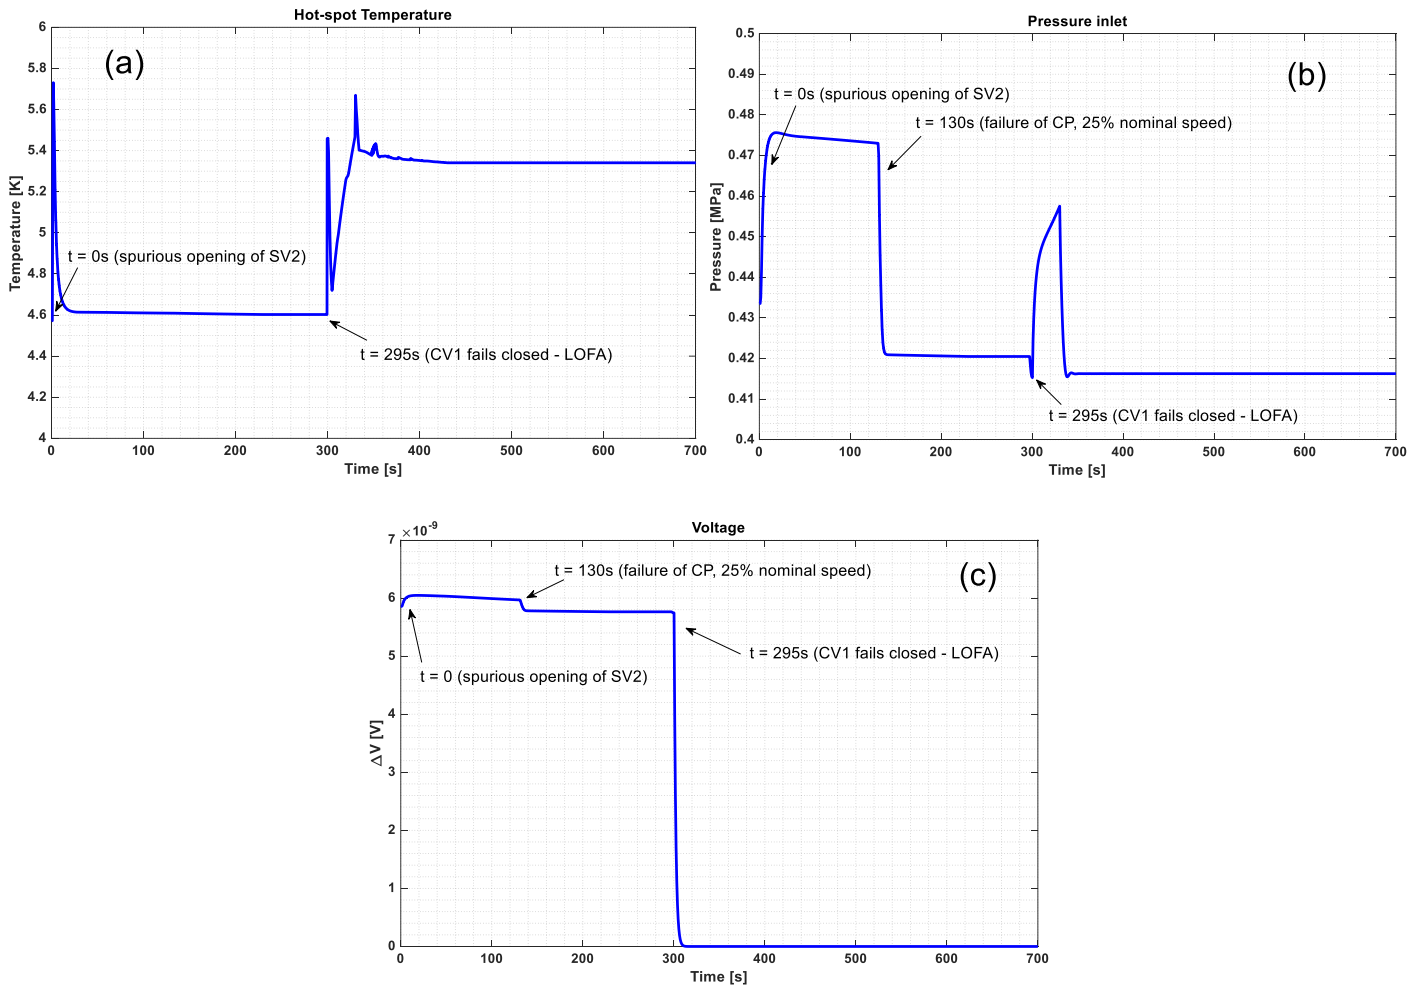 Hot-spot Temperature
(a)
6
5.8
5.6
5.4
5.2
5
4.8
4.6
4.4
4.2
4
Temperature [K]
t = 0s (spurious opening of SV2)
t = 295s (CV1 fails closed - LOFA)
0 100 200 300 400 500 600 700
Time [s]
Pressure inlet
(b)
0.5
0.49
0.48
0.47
0.46
0.45
0.44
0.43
0.42
0.41
0.4
Pressure [MPa]
t = 0s (spurious opening of SV2)
t = 130s (failure of CP, 25% nominal speed)
t = 295s (CV1 fails closed - LOFA)
0 100 200 300 400 500 600 700
Time [s]
Voltage
(c)
×10⁻⁹
7
6
5
4
3
2
1
0
ΔV [V]
t = 130s (failure of CP, 25% nominal speed)
t = 295s (CV1 fails closed - LOFA)
t = 0 (spurious opening of SV2)
0 100 200 300 400 500 600 700
Time [s]